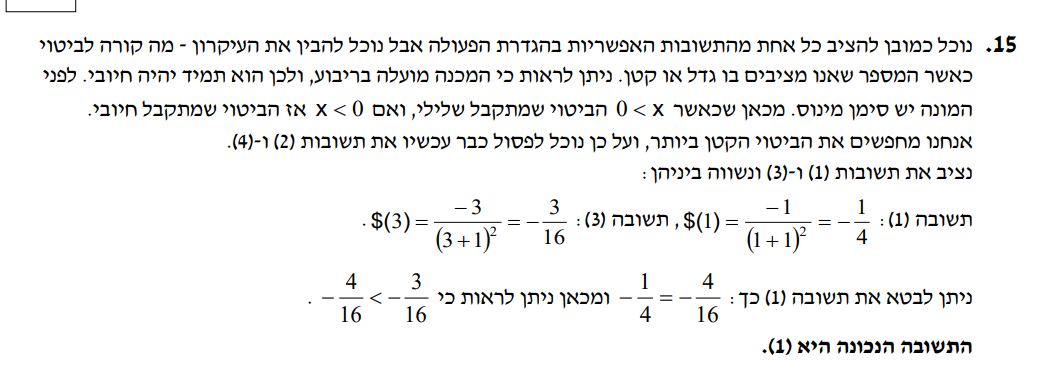 15. נוכל כמובן להציב כל אחת מהתשובות האפשריות בהגדרת הפעולה אבל נוכל להבין את העיקרון - מה קורה לביטוי
כאשר המספר שאנו מציבים בו גדל או קטן. ניתן לראות כי המכנה מועלה בריבוע, ולכן הוא תמיד יהיה חיובי. לפני
המונה יש סימן מינוס. מכאן שכאשר 0 < x הביטוי שמתקבל שלילי, ואם x < 0 אז הביטוי שמתקבל חיובי.
אנחנו מחפשים את הביטוי הקטן ביותר, ועל כן נוכל לפסול כבר עכשיו את תשובות (2) ו-(4).
נציב את תשובות (1) ו-(3) ונשווה ביניהן :
תשובה (1) : $(1) = \frac{-1}{(1+1)^2} = -\frac{1}{4} , תשובה (3) : $(3) = \frac{-3}{(3+1)^2} = -\frac{3}{16} .
ניתן לבטא את תשובה (1) כך : -\frac{1}{4} = -\frac{4}{16} ומכאן ניתן לראות כי -\frac{4}{16} < -\frac{3}{16} .
התשובה הנכונה היא (1).